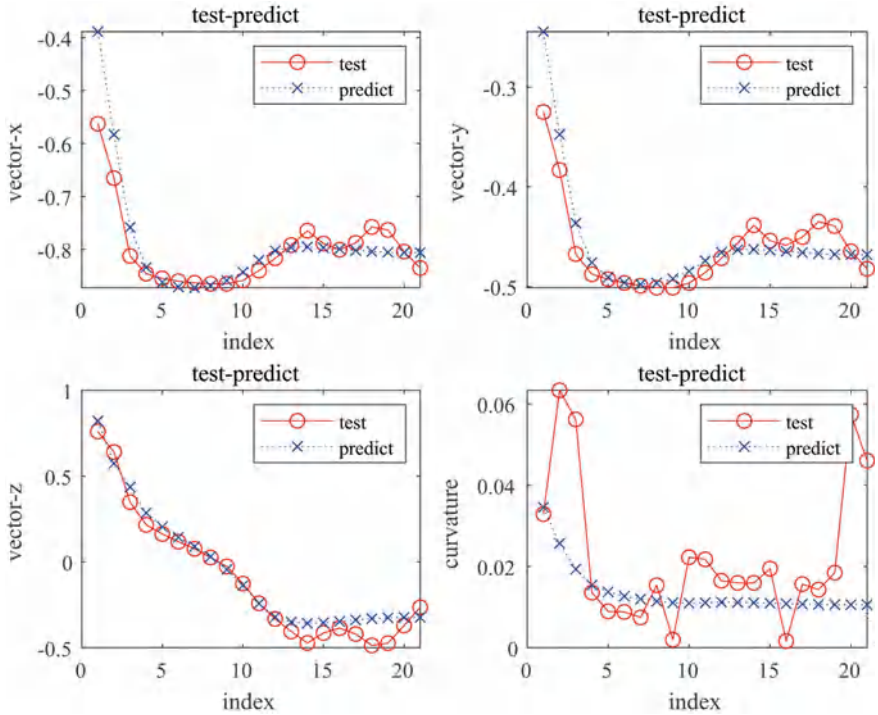 test-predict
-0.4
-0.5
-0.6
-0.7
-0.8
vector-x
0 5 10 15 20
index
test
predict
test-predict
-0.3
-0.4
-0.5
vector-y
0 5 10 15 20
index
test
predict
test-predict
1
0.5
0
-0.5
vector-z
0 5 10 15 20
index
test
predict
test-predict
0.06
0.04
0.02
0
curvature
0 5 10 15 20
index
test
predict